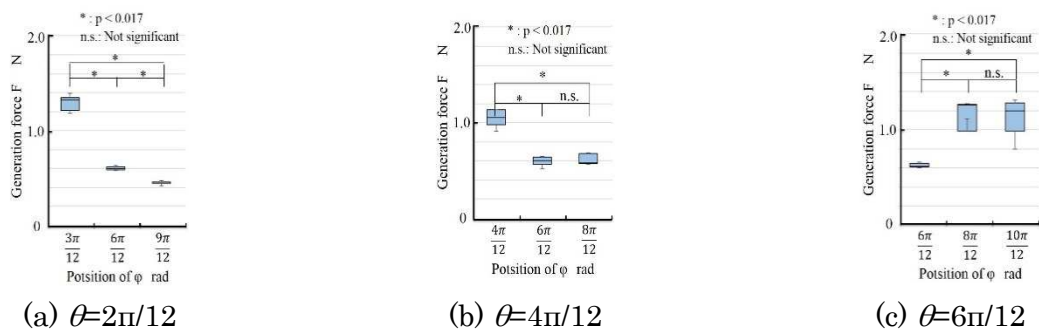 * : p < 0.017
n.s.: Not significant
2.0
1.0
0
Generation force F N
*
*
*
3π/12
6π/12
9π/12
Potsition of φ rad
(a) θ=2π/12
* : p < 0.017
n.s.: Not significant
2.0
1.0
0
Generation force F N
*
*
n.s.
4π/12
6π/12
8π/12
Potsition of φ rad
(b) θ=4π/12
* : p < 0.017
n.s.: Not significant
2.0
1.0
0
Generation force F N
*
*
n.s.
6π/12
8π/12
10π/12
Potsition of φ rad
(c) θ=6π/12